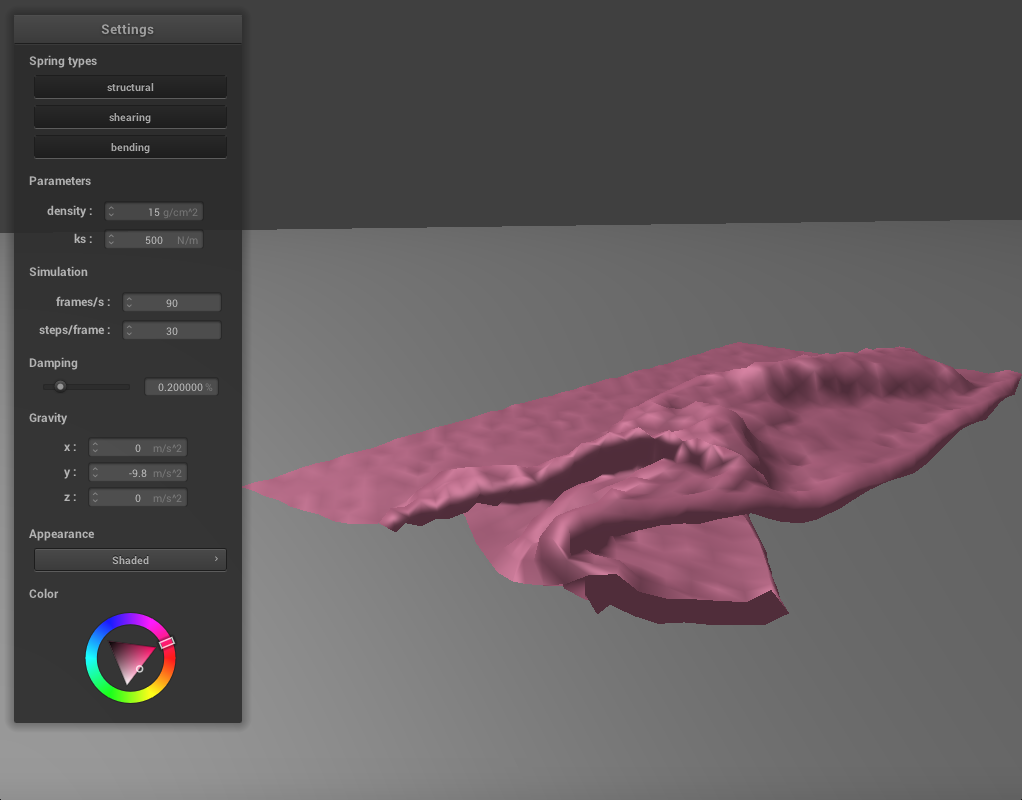 Settings
Spring types
structural
shearing
bending
Parameters
density : 15 g/cm^2
ks : 500 N/m
Simulation
frames/s : 90
steps/frame : 30
Damping
0.200000 %
Gravity
x : 0 m/s^2
y : -9.8 m/s^2
z : 0 m/s^2
Appearance
Shaded
Color